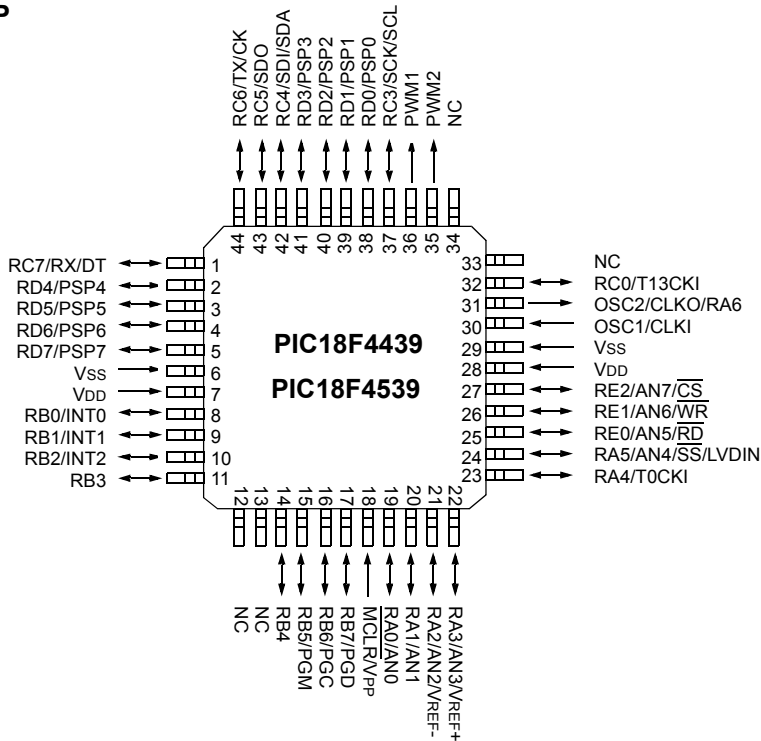 P
RC6/TX/CK
RC5/SDO
RC4/SDI/SDA
RD3/PSP3
RD2/PSP2
RD1/PSP1
RD0/PSP0
RC3/SCK/SCL
PWM1
PWM2
NC
44
43
42
41
40
39
38
37
36
35
34
RC7/RX/DT 1
RD4/PSP4 2
RD5/PSP5 3
RD6/PSP6 4
RD7/PSP7 5
VSS 6
VDD 7
RB0/INT0 8
RB1/INT1 9
RB2/INT2 10
RB3 11
PIC18F4439
PIC18F4539
33 NC
32 RC0/T13CKI
31 OSC2/CLKO/RA6
30 OSC1/CLKI
29 VSS
28 VDD
27 RE2/AN7/C̅S̅
26 RE1/AN6/W̅R̅
25 RE0/AN5/R̅D̅
24 RA5/AN4/S̅S̅/LVDIN
23 RA4/T0CKI
12
13
14
15
16
17
18
19
20
21
22
NC
NC
RB4
RB5/PGM
RB6/PGC
RB7/PGD
MCLR/VPP
RA0/AN0
RA1/AN1
RA2/AN2/VREF-
RA3/AN3/VREF+